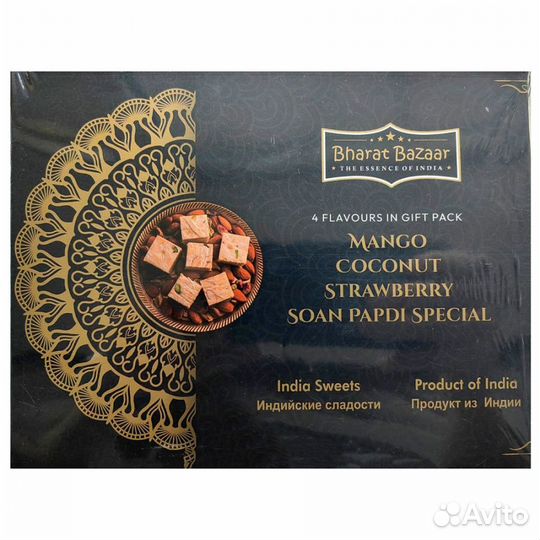 Bharat Bazaar
THE ESSENCE OF INDIA
4 FLAVOURS IN GIFT PACK
MANGO
COCONUT
STRAWBERRY
SOAN PAPDI SPECIAL
India Sweets
Индийские сладости
Product of India
Продукт из Индии
Avito